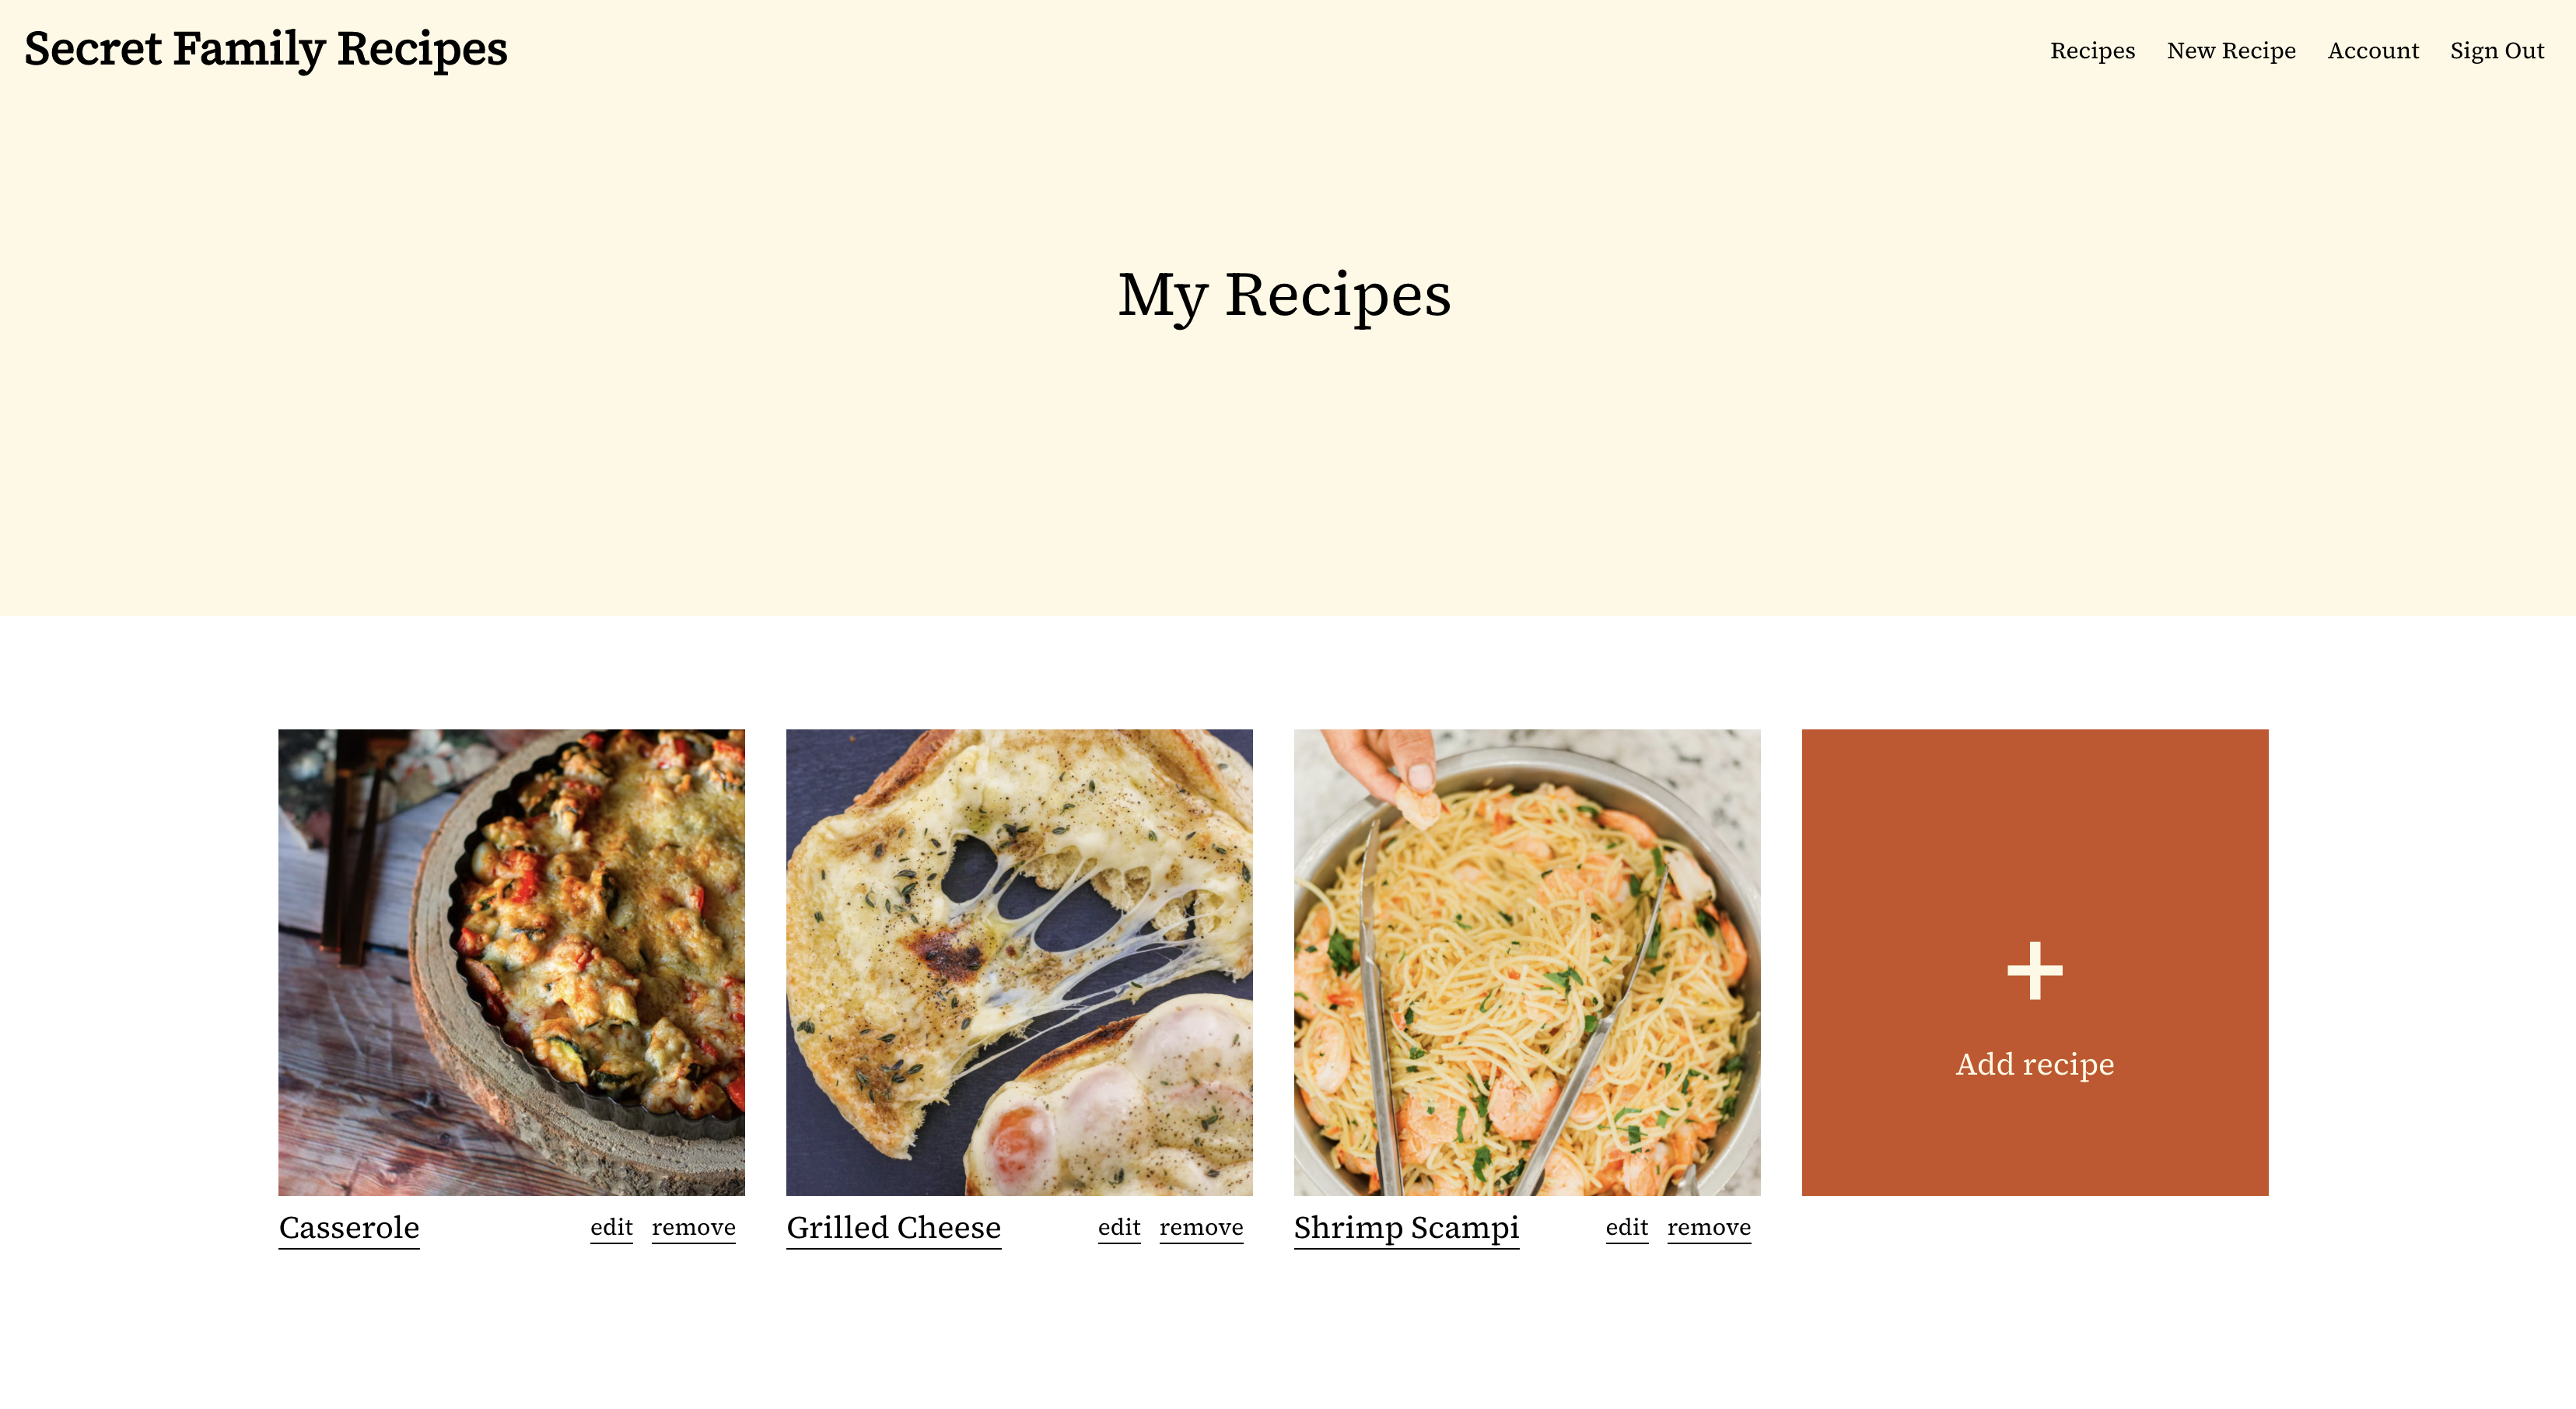 Secret Family Recipes
Recipes New Recipe Account Sign Out
My Recipes
+
Add recipe
Casserole edit remove
Grilled Cheese edit remove
Shrimp Scampi edit remove